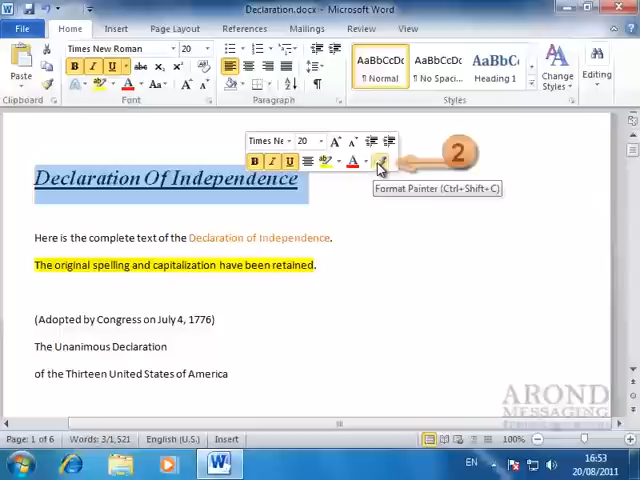 Declaration.docx - Microsoft Word
File Home Insert Page Layout References Mailings Review View
Times New Roman 20
B I U abc x₂ x² Aa A A
Paste
Clipboard Font Paragraph Styles
AaBbCcDc AaBbCcDc AaBbCc
¶ Normal ¶ No Spaci... Heading 1
Change Styles
Editing
Times Ne 20 A A
B I U A
2
Format Painter (Ctrl+Shift+C)
Declaration Of Independence
Here is the complete text of the Declaration of Independence.
The original spelling and capitalization have been retained.
(Adopted by Congress on July 4, 1776)
The Unanimous Declaration
of the Thirteen United States of America
AROND
MESSAGING
Page: 1 of 6 Words: 3/1,521 English (U.S.) Insert 100%
EN 16:53
20/08/2011